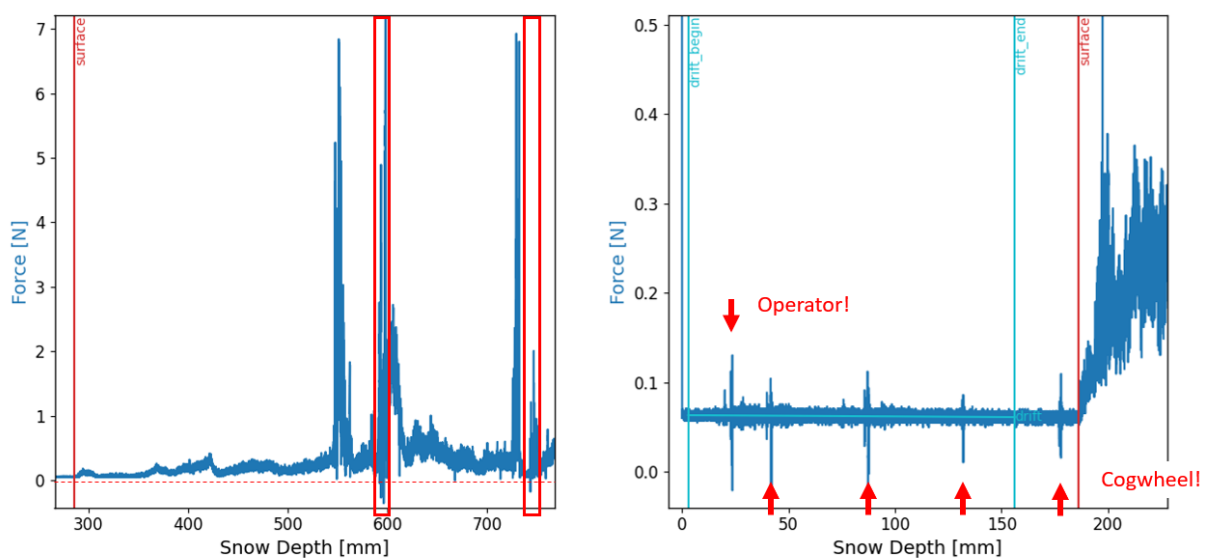 7
6
5
4
3
2
1
0
Force [N]
surface
300
400
500
600
700
Snow Depth [mm]
0.5
0.4
0.3
0.2
0.1
0.0
Force [N]
drift_begin
drift_end
surface
Operator!
drift
Cogwheel!
0
50
100
150
200
Snow Depth [mm]